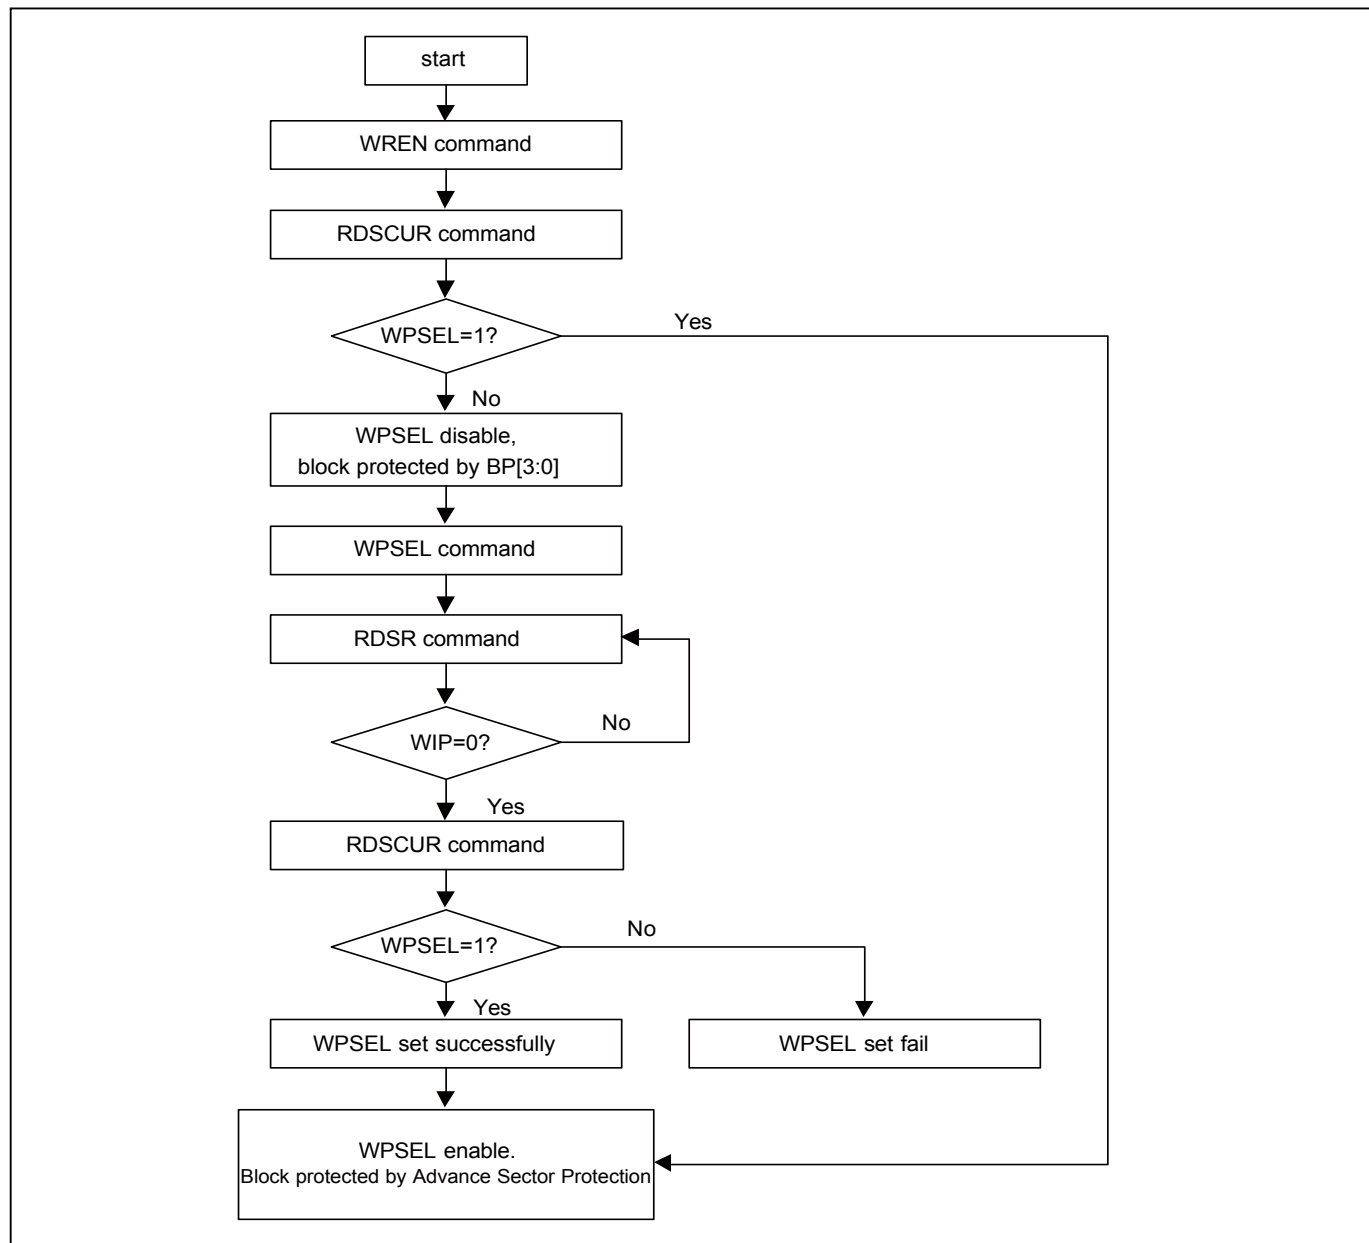 start
WREN command
RDSCUR command
WPSEL=1?
Yes
No
WPSEL disable,
block protected by BP[3:0]
WPSEL command
RDSR command
WIP=0?
No
Yes
RDSCUR command
WPSEL=1?
No
Yes
WPSEL set successfully
WPSEL set fail
WPSEL enable.
Block protected by Advance Sector Protection